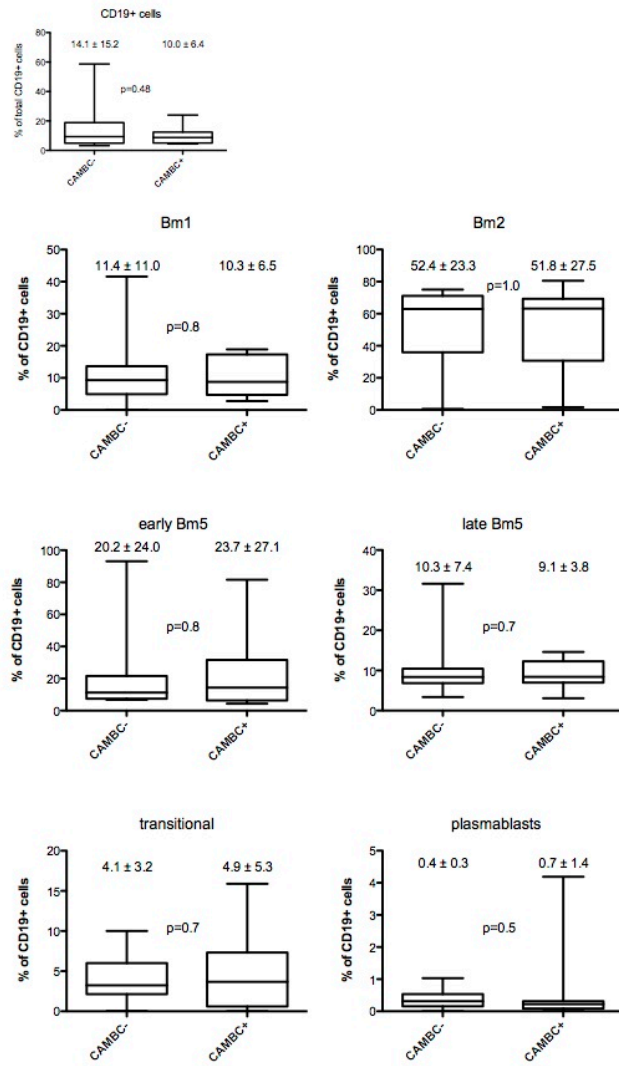 CD19+ cells
14.1 ± 15.2 10.0 ± 6.4
p=0.48
% of total CD19+ cells
80
60
40
20
0
CAMBC- CAMBC+
Bm1
11.4 ± 11.0 10.3 ± 6.5
p=0.8
% of CD19+ cells
50
40
30
20
10
0
CAMBC- CAMBC+
Bm2
52.4 ± 23.3 51.8 ± 27.5
p=1.0
% of CD19+ cells
100
80
60
40
20
0
CAMBC- CAMBC+
early Bm5
20.2 ± 24.0 23.7 ± 27.1
p=0.8
% of CD19+ cells
100
80
60
40
20
0
CAMBC- CAMBC+
late Bm5
10.3 ± 7.4 9.1 ± 3.8
p=0.7
% of CD19+ cells
40
30
20
10
0
CAMBC- CAMBC+
transitional
4.1 ± 3.2 4.9 ± 5.3
p=0.7
% of CD19+ cells
20
15
10
5
0
CAMBC- CAMBC+
plasmablasts
0.4 ± 0.3 0.7 ± 1.4
p=0.5
% of CD19+ cells
5
4
3
2
1
0
CAMBC- CAMBC+